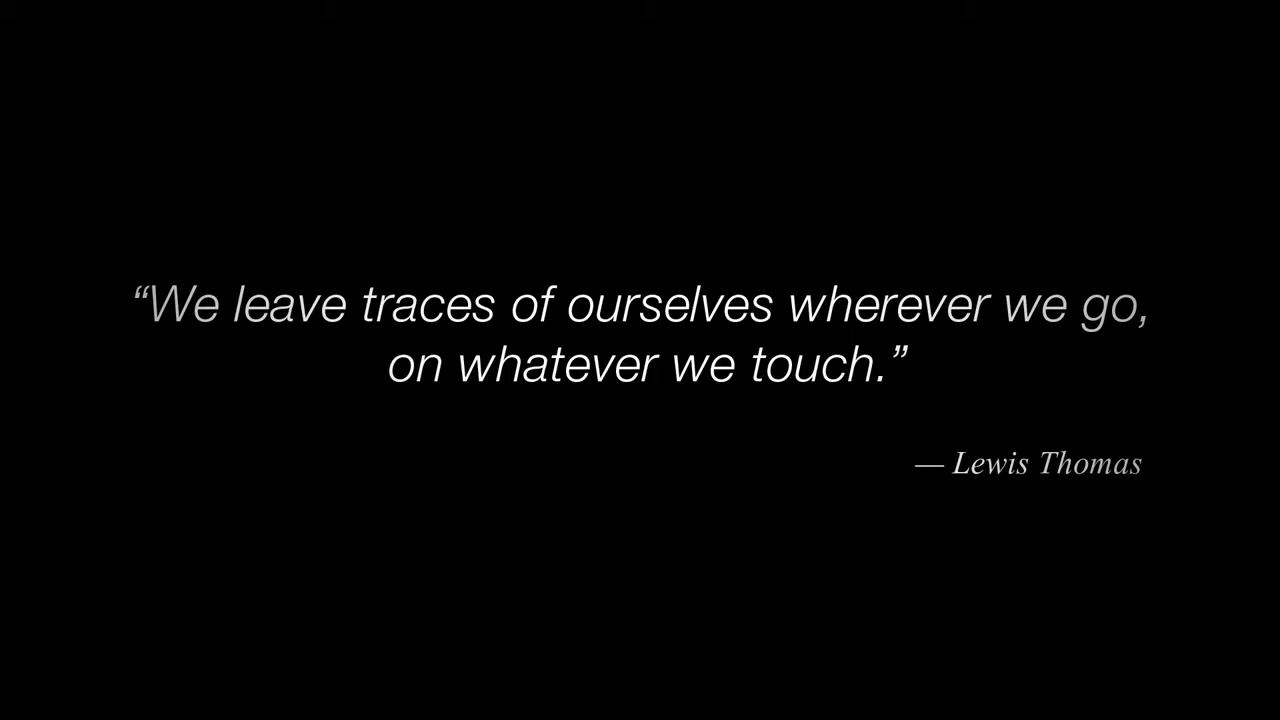 “We leave traces of ourselves wherever we go,
on whatever we touch.”
— Lewis Thomas